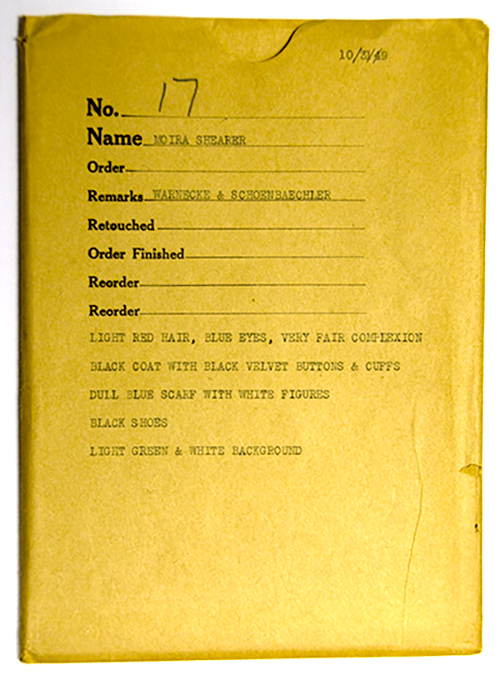 10/3/49
No. 17
Name MOIRA SHEARER
Order
Remarks WARNECKE & SCHOENBAECHLER
Retouched
Order Finished
Reorder
Reorder
LIGHT RED HAIR, BLUE EYES, VERY FAIR COMPLEXION
BLACK COAT WITH BLACK VELVET BUTTONS & CUFFS
DULL BLUE SCARF WITH WHITE FIGURES
BLACK SHOES
LIGHT GREEN & WHITE BACKGROUND